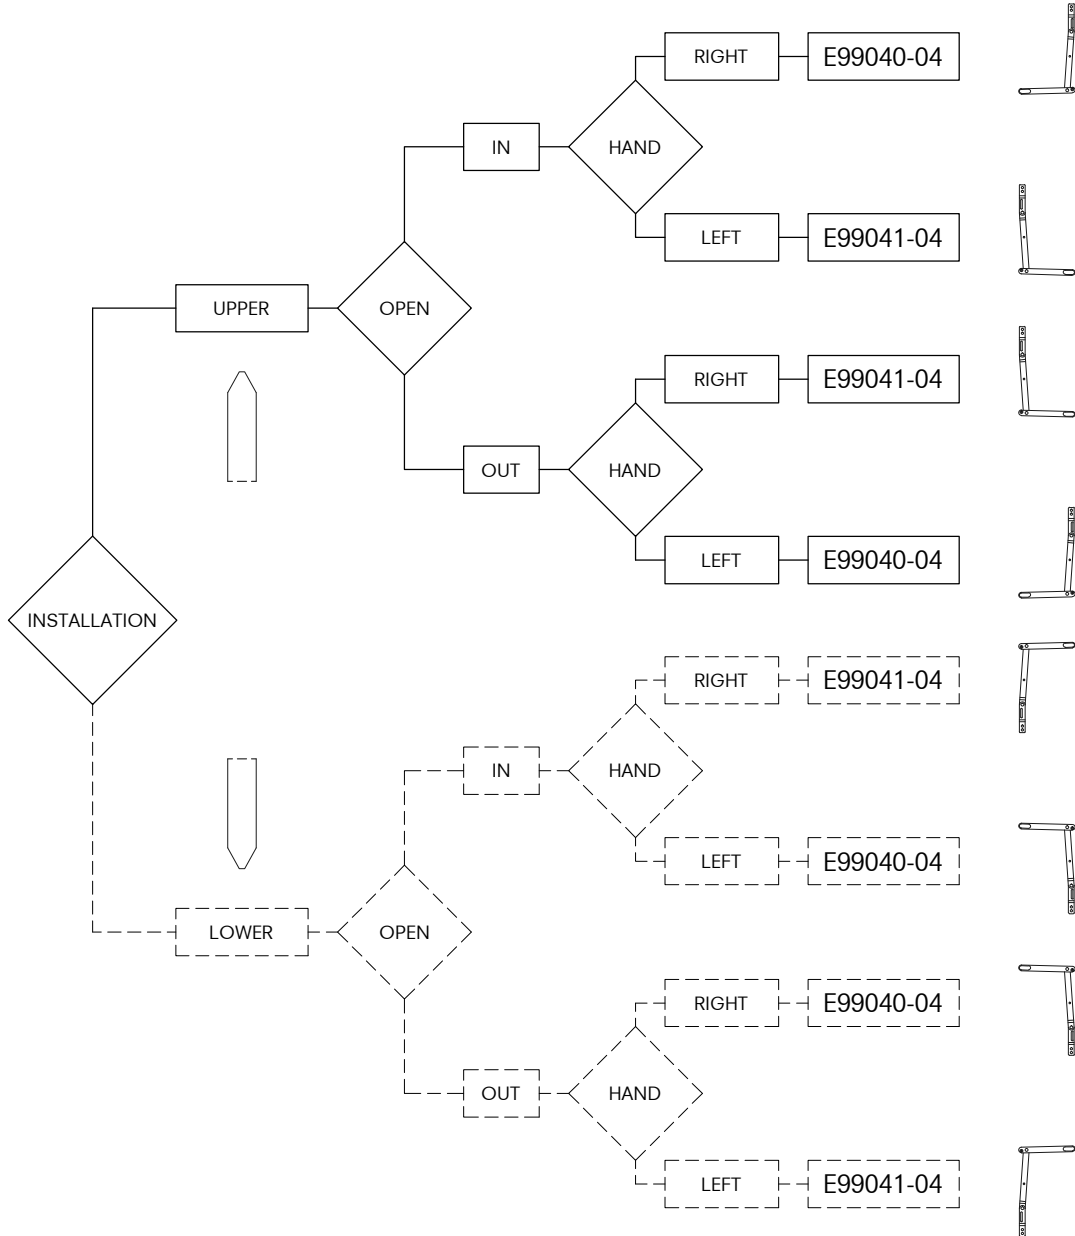 RIGHT E99040-04
IN HAND
LEFT E99041-04
UPPER OPEN
RIGHT E99041-04
OUT HAND
LEFT E99040-04
INSTALLATION
RIGHT E99041-04
IN HAND
LEFT E99040-04
LOWER OPEN
RIGHT E99040-04
OUT HAND
LEFT E99041-04